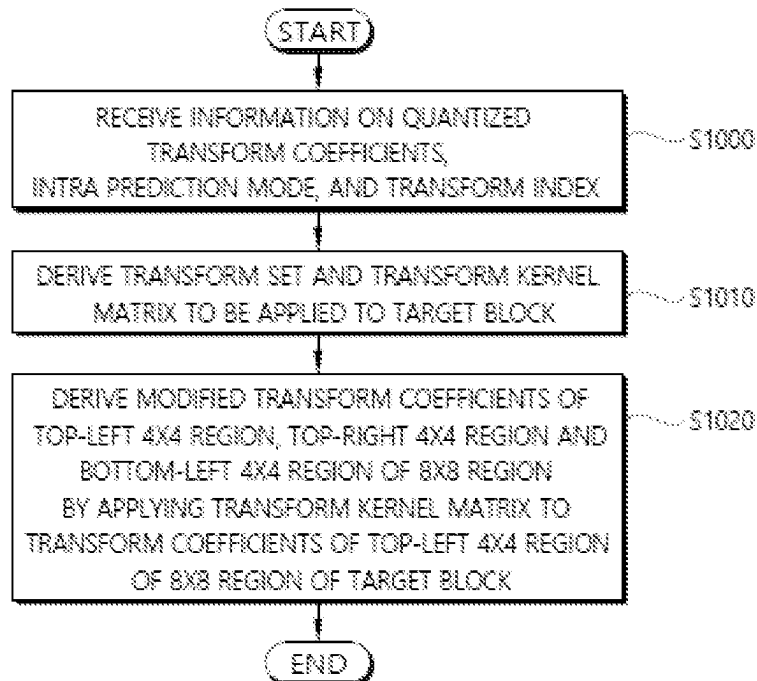 START
RECEIVE INFORMATION ON QUANTIZED
TRANSFORM COEFFICIENTS,
INTRA PREDICTION MODE, AND TRANSFORM INDEX
S1000
DERIVE TRANSFORM SET AND TRANSFORM KERNEL
MATRIX TO BE APPLIED TO TARGET BLOCK
S1010
DERIVE MODIFIED TRANSFORM COEFFICIENTS OF
TOP-LEFT 4X4 REGION, TOP-RIGHT 4X4 REGION AND
BOTTOM-LEFT 4X4 REGION OF 8X8 REGION
BY APPLYING TRANSFORM KERNEL MATRIX TO
TRANSFORM COEFFICIENTS OF TOP-LEFT 4X4 REGION
OF 8X8 REGION OF TARGET BLOCK
S1020
END